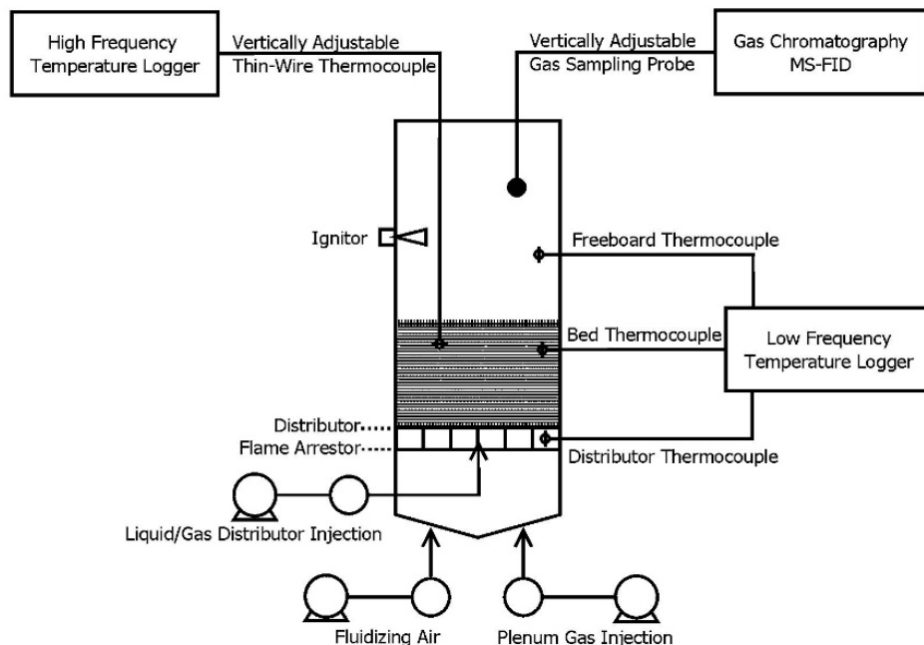 High Frequency
Temperature Logger
Vertically Adjustable
Thin-Wire Thermocouple
Vertically Adjustable
Gas Sampling Probe
Gas Chromatography
MS-FID
Ignitor
Freeboard Thermocouple
Bed Thermocouple
Low Frequency
Temperature Logger
Distributor
Flame Arrestor
Distributor Thermocouple
Liquid/Gas Distributor Injection
Fluidizing Air
Plenum Gas Injection